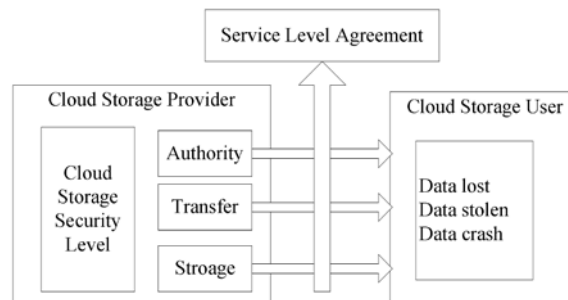 Service Level Agreement
Cloud Storage Provider
Cloud
Storage
Security
Level
Authority
Transfer
Stroage
Cloud Storage User
Data lost
Data stolen
Data crash